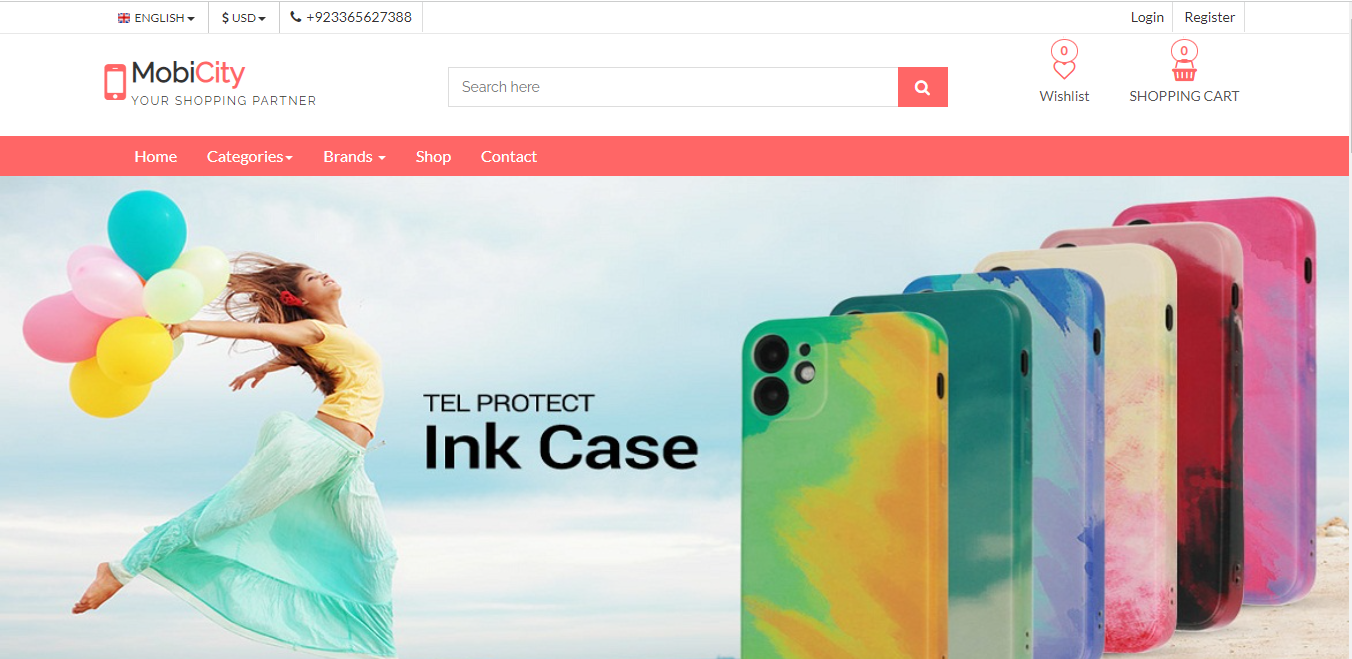 ENGLISH
$ USD
+923365627388
Login
Register
MobiCity
YOUR SHOPPING PARTNER
Search here
0
Wishlist
0
SHOPPING CART
Home
Categories
Brands
Shop
Contact
TEL PROTECT
Ink Case